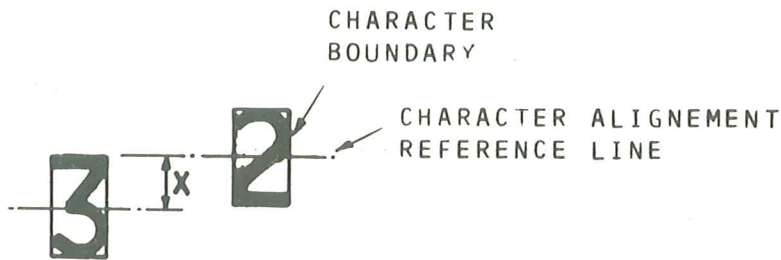 CHARACTER
BOUNDARY
CHARACTER ALIGNEMENT
REFERENCE LINE
2
X
3